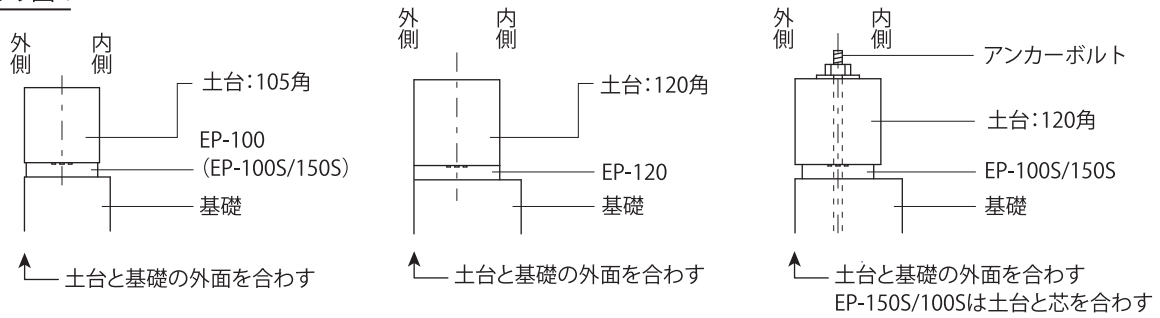 外側
内側
土台：105角
EP-100
（EP-100S/150S）
基礎
土台と基礎の外面を合わす
外側
内側
土台：120角
EP-120
基礎
土台と基礎の外面を合わす
外側
内側
アンカーボルト
土台：120角
EP-100S/150S
基礎
土台と基礎の外面を合わす
EP-150S/100Sは土台と芯を合わす